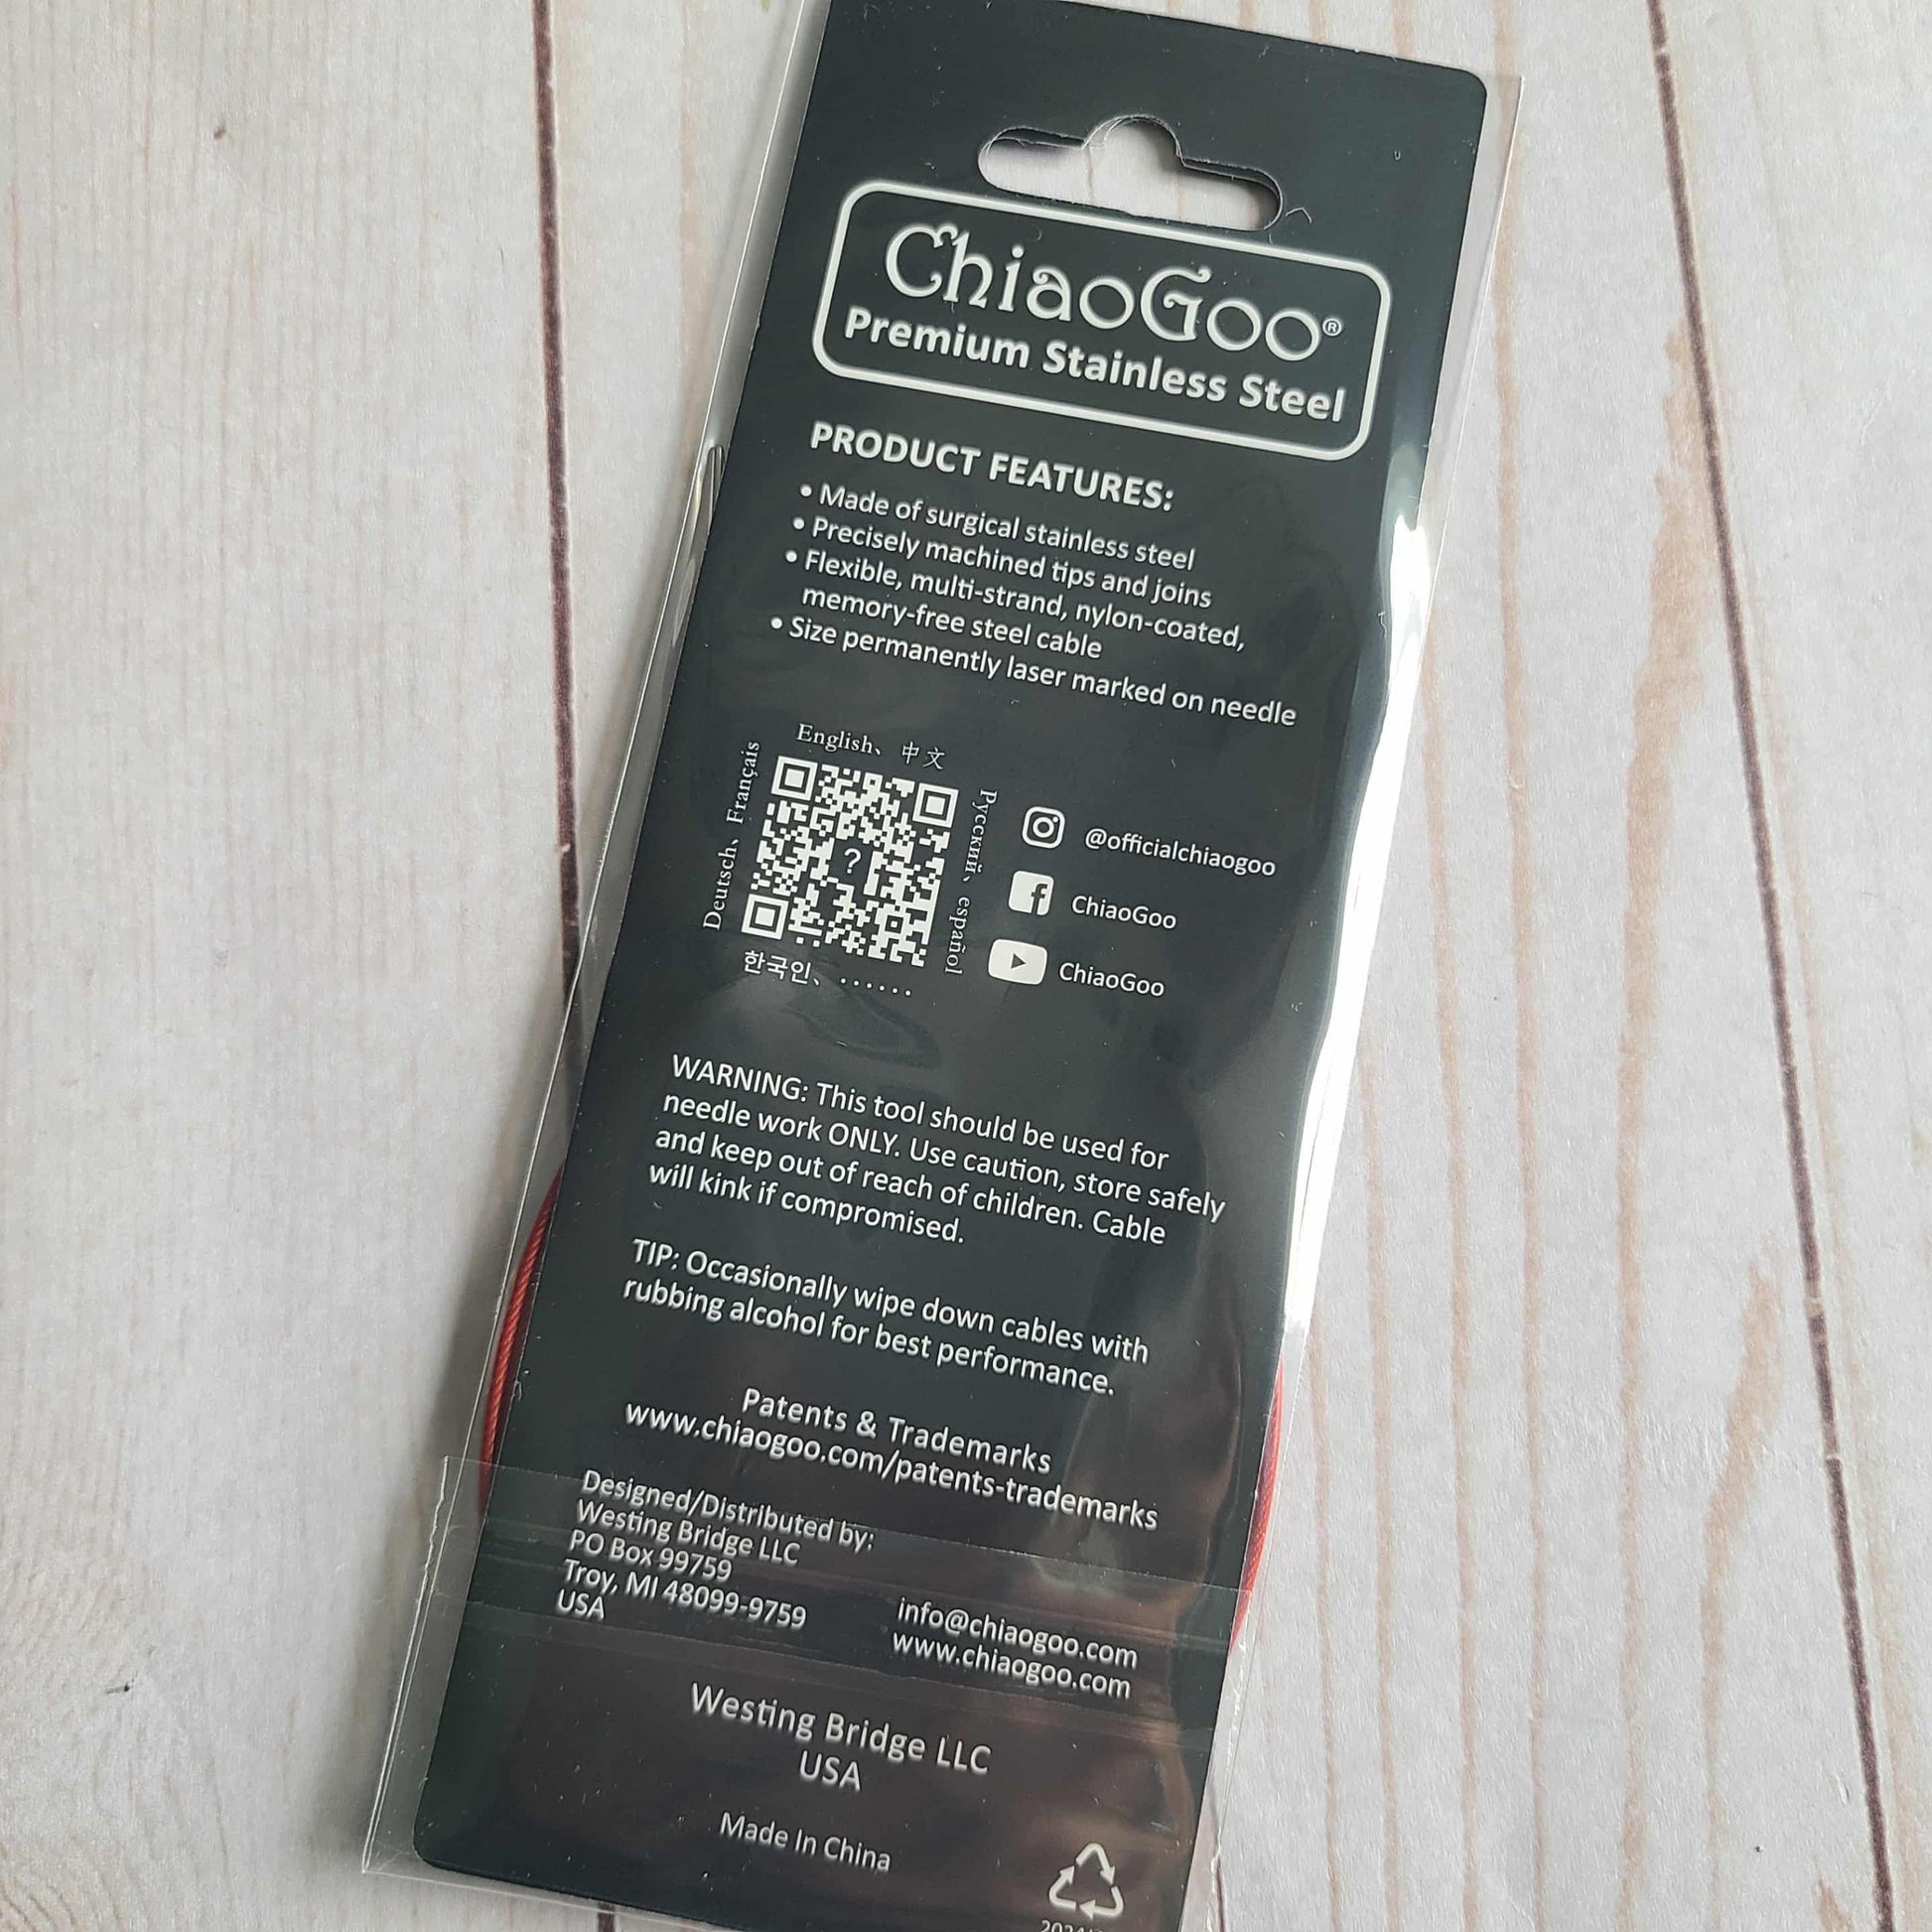 ChiaoGoo®
Premium Stainless Steel
PRODUCT FEATURES:
• Made of surgical stainless steel
• Precisely machined tips and joins
• Flexible, multi-strand, nylon-coated,
memory-free steel cable
• Size permanently laser marked on needle
English、中文
Deutsch、Français
Русский、español
?
한국인、......
@officialchiaogoo
ChiaoGoo
ChiaoGoo
WARNING: This tool should be used for
needle work ONLY. Use caution, store safely
and keep out of reach of children. Cable
will kink if compromised.
TIP: Occasionally wipe down cables with
rubbing alcohol for best performance.
Patents & Trademarks
www.chiaogoo.com/patents-trademarks
Designed/Distributed by:
Westing Bridge LLC
PO Box 99759
Troy, MI 48099-9759
USA
info@chiaogoo.com
www.chiaogoo.com
Westing Bridge LLC
USA
Made In China